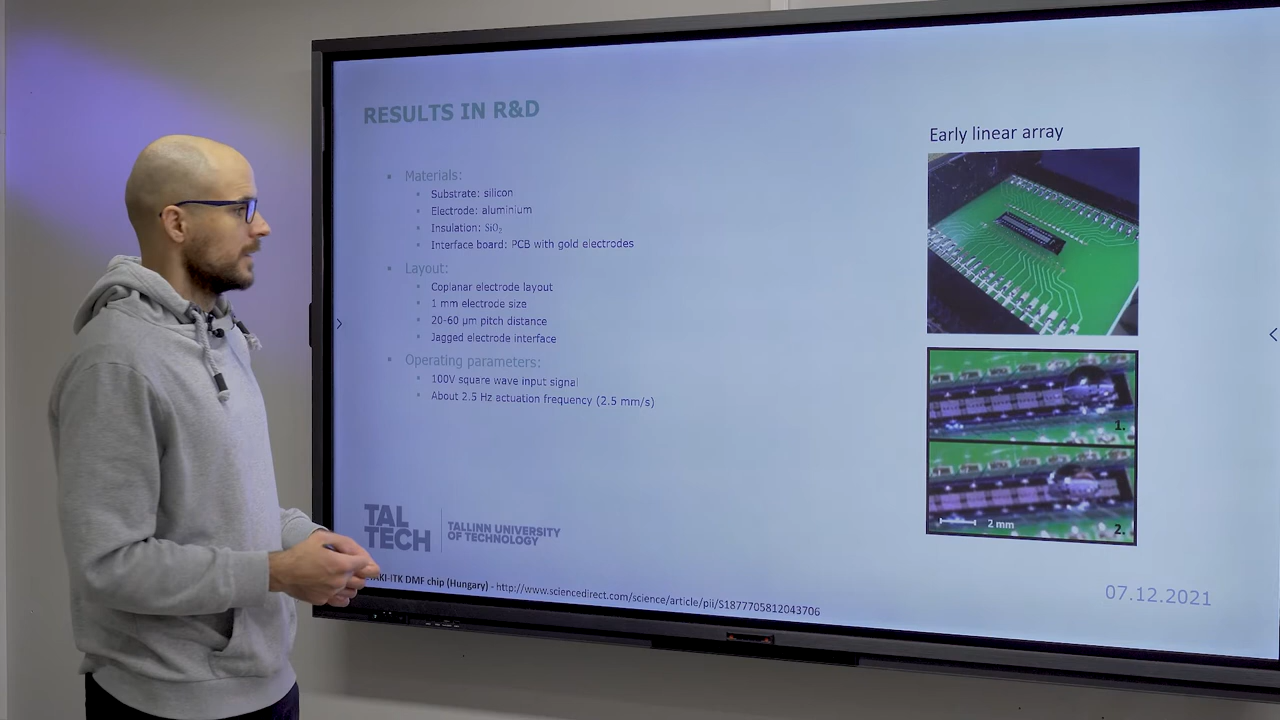 RESULTS IN R&D
Materials:
Substrate: silicon
Electrode: aluminium
Insulation: SiO₂
Interface board: PCB with gold electrodes
Layout:
Coplanar electrode layout
1 mm electrode size
20-60 µm pitch distance
Jagged electrode interface
Operating parameters:
100V square wave input signal
About 2.5 Hz actuation frequency (2.5 mm/s)
Early linear array
1.
2 mm
2.
TAL
TECH
TALLINN UNIVERSITY
OF TECHNOLOGY
DMF chip (Hungary) - http://www.sciencedirect.com/science/article/pii/S1877705812043706
07.12.2021